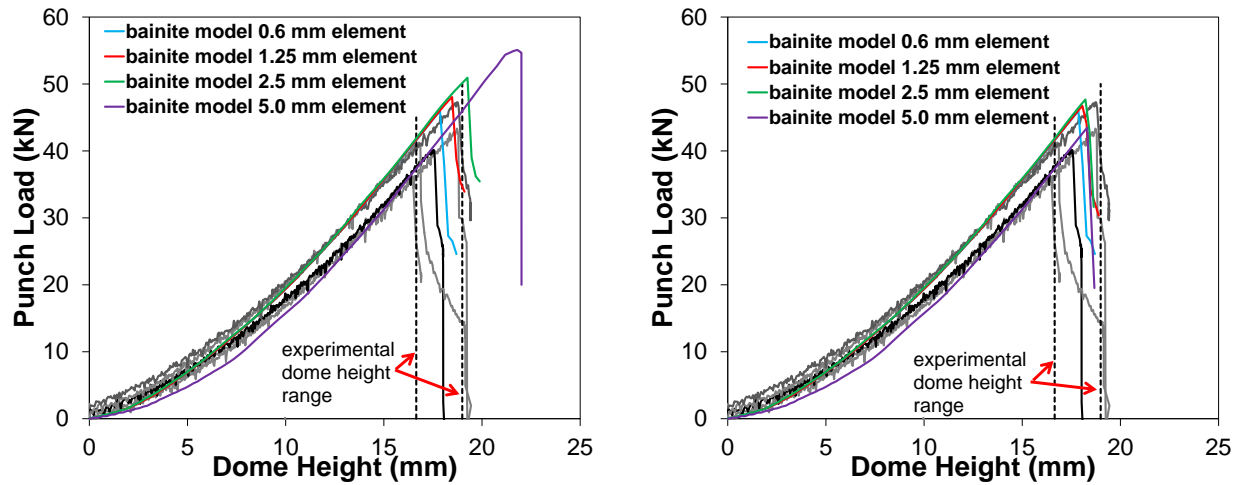 60
50
40
30
20
10
0
Punch Load (kN)
bainite model 0.6 mm element
bainite model 1.25 mm element
bainite model 2.5 mm element
bainite model 5.0 mm element
experimental
dome height
range
0 5 10 15 20 25
Dome Height (mm)
60
50
40
30
20
10
0
Punch Load (kN)
bainite model 0.6 mm element
bainite model 1.25 mm element
bainite model 2.5 mm element
bainite model 5.0 mm element
experimental
dome height
range
0 5 10 15 20 25
Dome Height (mm)